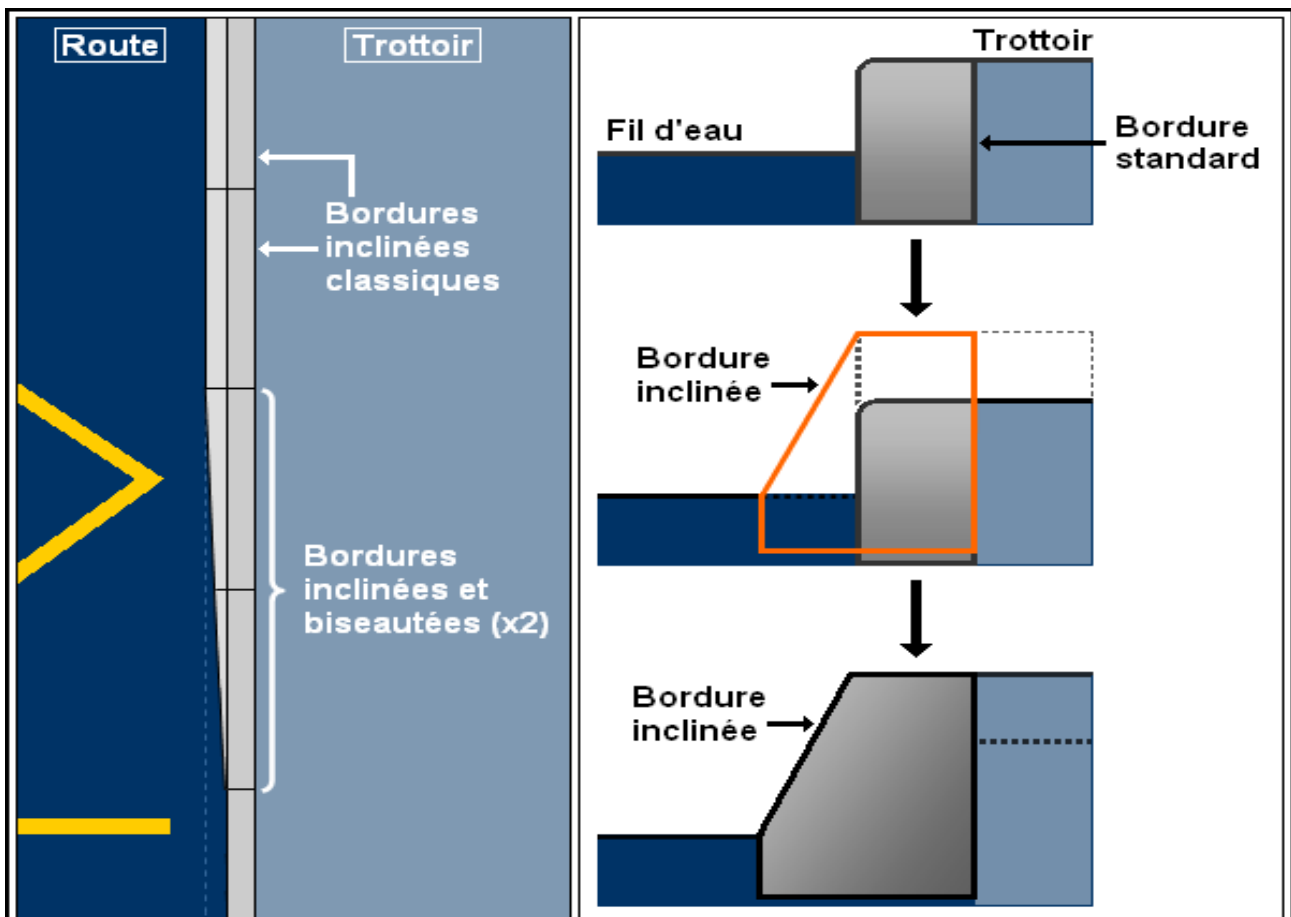 Route
Trottoir
Bordures
inclinées
classiques
Bordures
inclinées et
biseautées (x2)
Trottoir
Fil d'eau
Bordure
standard
Bordure
inclinée
Bordure
inclinée